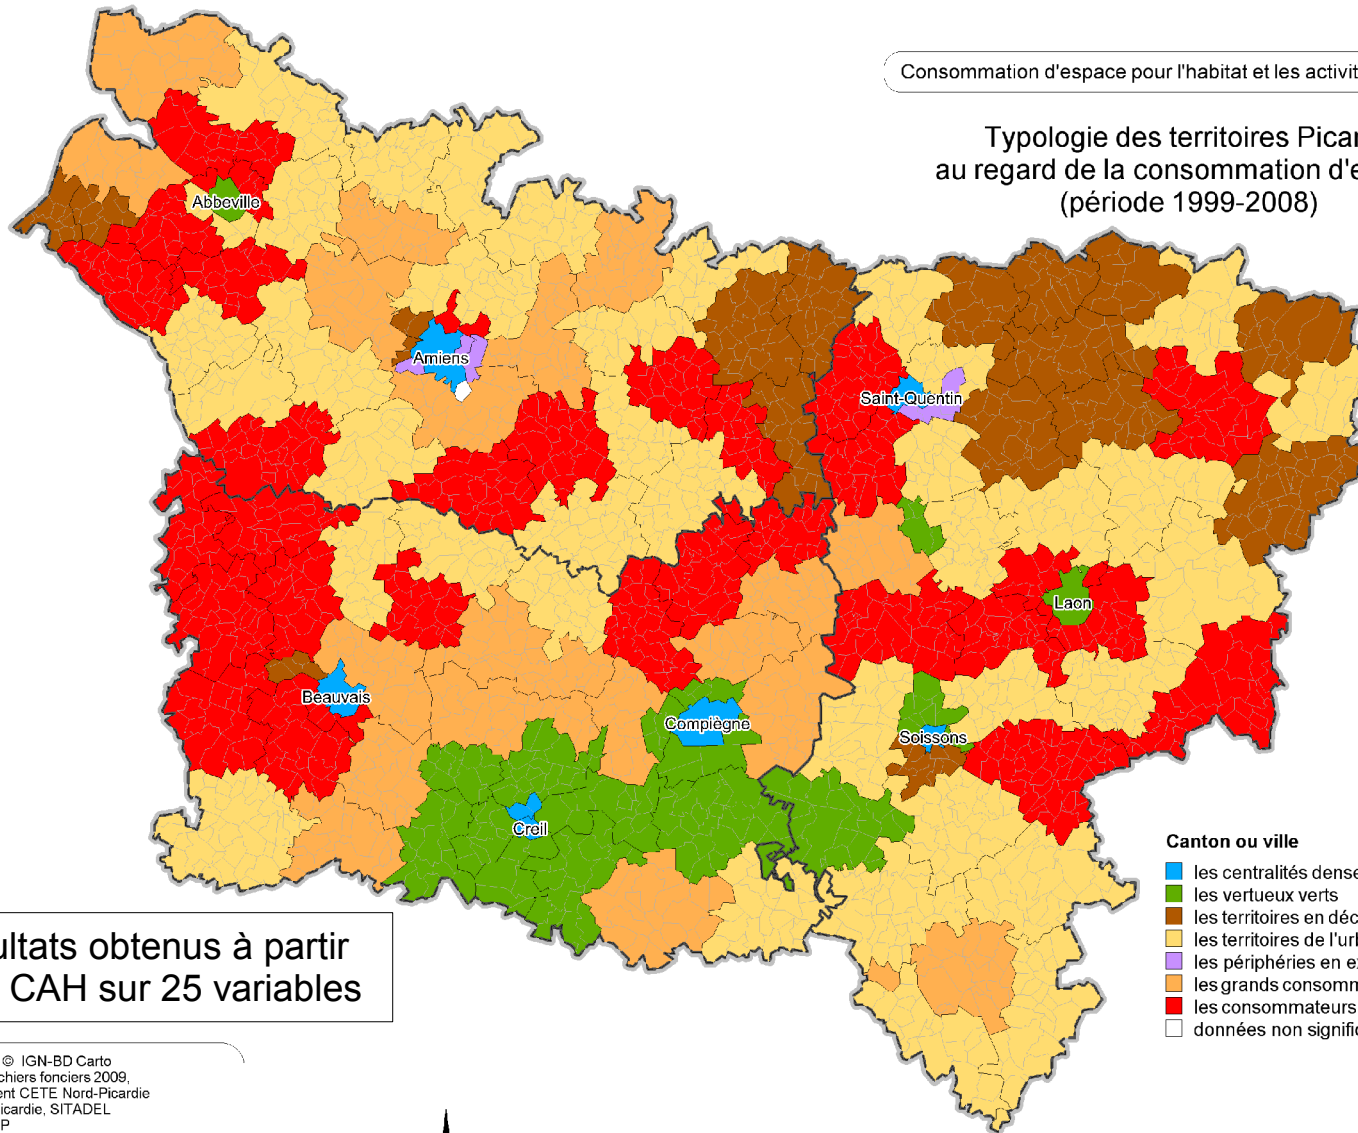 Consommation d'espace pour l'habitat et les activit
Typologie des territoires Picar
au regard de la consommation d'e
(période 1999-2008)
Abbeville
Amiens
Saint-Quentin
Laon
Beauvais
Compiègne
Soissons
Creil
Canton ou ville
les centralités dense
les vertueux verts
les territoires en déc
les territoires de l'url
les périphéries en ex
les grands consomm
les consommateurs
données non signific
ultats obtenus à partir
CAH sur 25 variables
© IGN-BD Carto
chiers fonciers 2009,
ent CETE Nord-Picardie
icardie, SITADEL
P